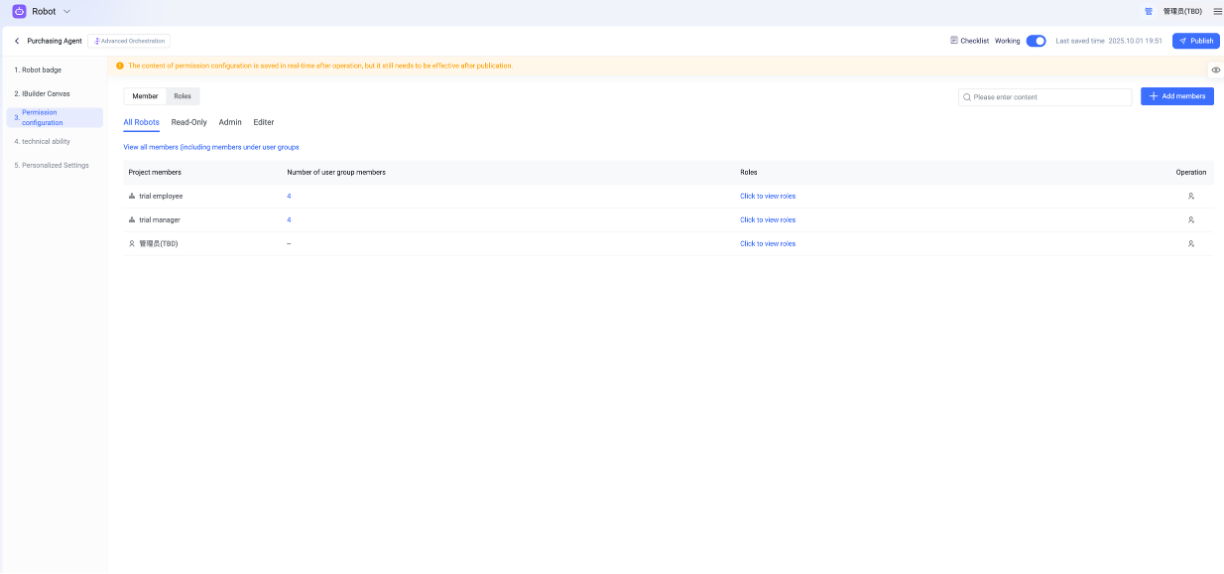 Robot
管 管理员(TBD)
Purchasing Agent Advanced Orchestration
Checklist Working Last saved time 2025.10.01 19:51 Publish
1. Robot badge
2. IBuilder Canvas
3. Permission configuration
4. technical ability
5. Personalized Settings
The content of permission configuration is saved in real-time after operation, but it still needs to be effective after publication.
Member Roles
Please enter content
Add members
All Robots Read-Only Admin Editer
View all members (including members under user groups
Project members Number of user group members Roles Operation
trial employee 4 Click to view roles
trial manager 4 Click to view roles
管理员(TBD) -- Click to view roles